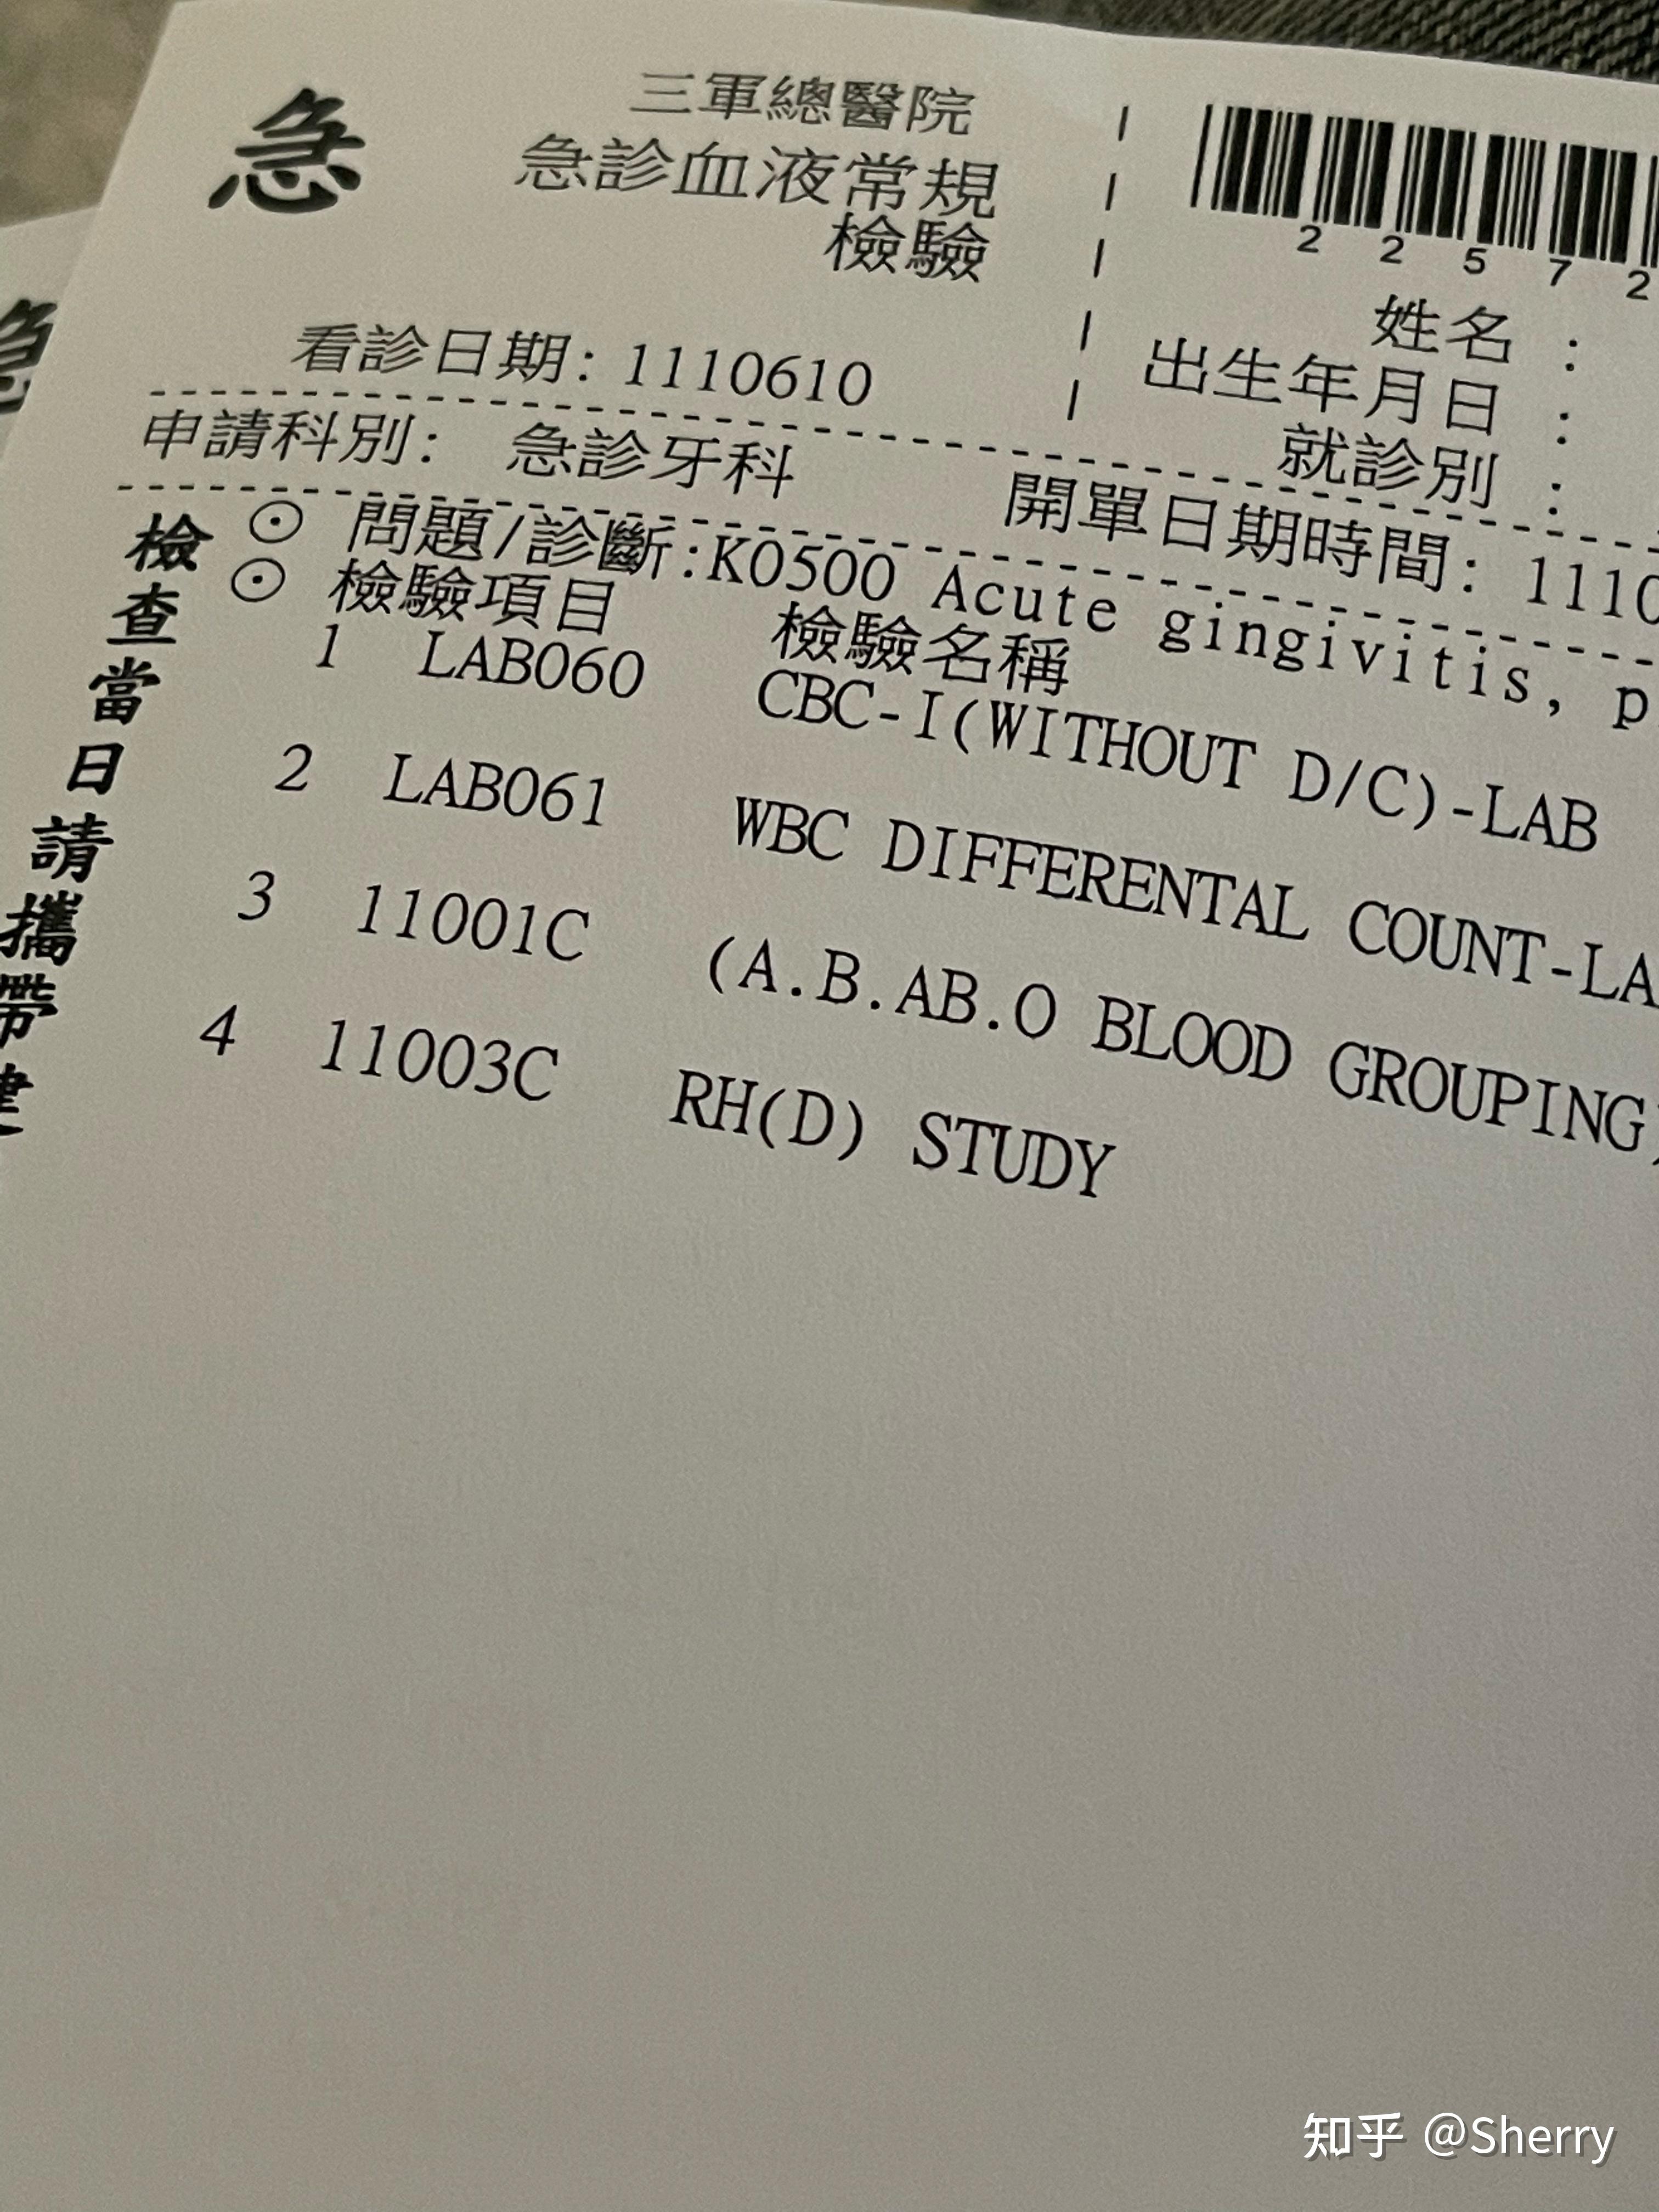 急
三軍總醫院
急診血液常規
檢驗
2 2 5 7 2
姓名：
出生年月日：
就診別：
看診日期：1110610
申請科別： 急診牙科
開單日期時間：1110
⊙ 問題/診斷:K0500 Acute gingivitis, p
⊙ 檢驗項目 檢驗名稱
1 LAB060 CBC-I(WITHOUT D/C)-LAB
2 LAB061 WBC DIFFERENTAL COUNT-LA
3 11001C (A.B.AB.O BLOOD GROUPING)
4 11003C RH(D) STUDY
檢查當日請攜帶健
急
知乎 @Sherry